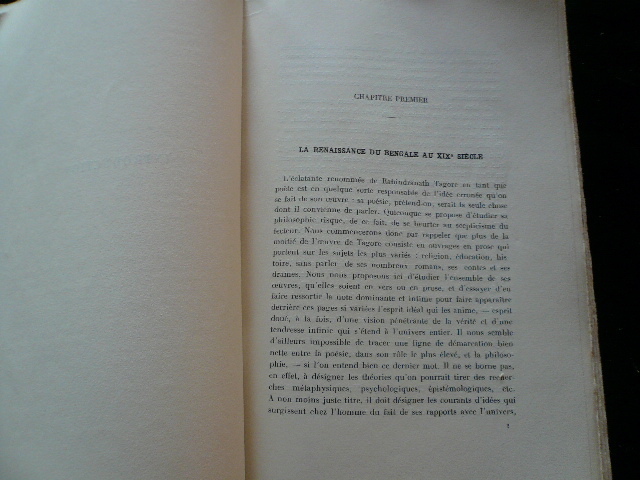 CHAPITRE PREMIER
—
LA RENAISSANCE DU BENGALE AU XIXe SIÈCLE
L'éclatante renommée de Rabindranath Tagore en tant que
poète est en quelque sorte responsable de l'idée erronée qu'on
se fait de son œuvre : sa poésie, prétend-on, serait la seule chose
dont il convienne de parler. Quiconque se propose d'étudier sa
philosophie risque, de ce fait, de se heurter au scepticisme du
lecteur. Nous commencerons donc par rappeler que plus de la
moitié de l'œuvre de Tagore consiste en ouvrages en prose qui
portent sur les sujets les plus variés : religion, éducation, his-
toire, sans parler de ses nombreux romans, ses contes et ses
drames. Nous nous proposons ici d'étudier l'ensemble de ses
œuvres, qu'elles soient en vers ou en prose, et d'essayer d'en
faire ressortir la note dominante et intime pour faire apparaître
derrière ces pages si variées l'esprit idéal qui les anime, — esprit
doué, à la fois, d'une vision pénétrante de la vérité et d'une
tendresse infinie qui s'étend à l'univers entier. Il nous semble
d'ailleurs impossible de tracer une ligne de démarcation bien
nette entre la poésie, dans son rôle le plus élevé, et la philoso-
phie, — si l'on entend bien ce dernier mot. Il ne se borne pas,
en effet, à désigner les théories qu'on pourrait tirer des recher-
ches métaphysiques, psychologiques, épistémologiques, etc.
À non moins juste titre, il doit désigner les courants d'idées qui
surgissent chez l'homme du fait de ses rapports avec l'univers,
1